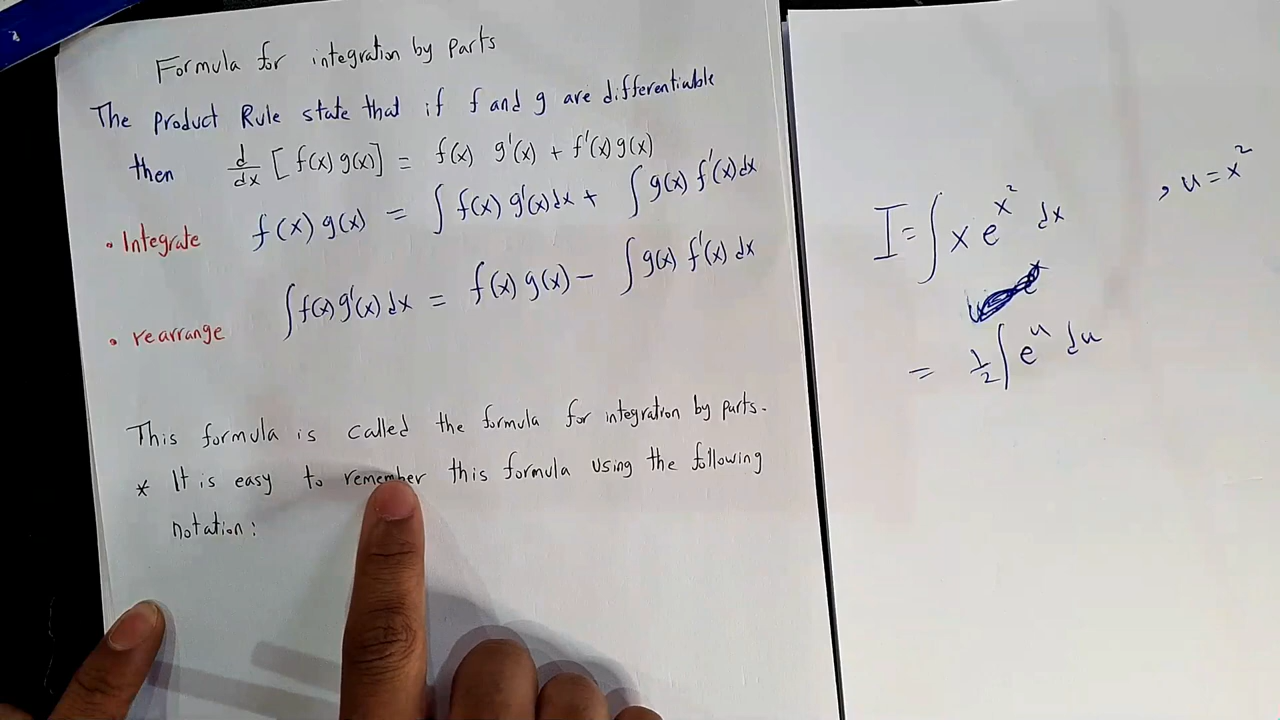 Formula for integration by parts
The Product Rule state that if f and g are differentiable
then d/dx [f(x) g(x)] = f(x) g'(x) + f'(x) g(x)
• Integrate f(x) g(x) = ∫ f(x) g'(x) dx + ∫ g(x) f'(x) dx
• rearrange ∫ f(x) g'(x) dx = f(x) g(x) - ∫ g(x) f'(x) dx
This formula is called the formula for integration by parts.
* It is easy to remember this formula using the following
notation:
I = ∫ x e^x² dx , u = x²
= 1/2 ∫ e^u du